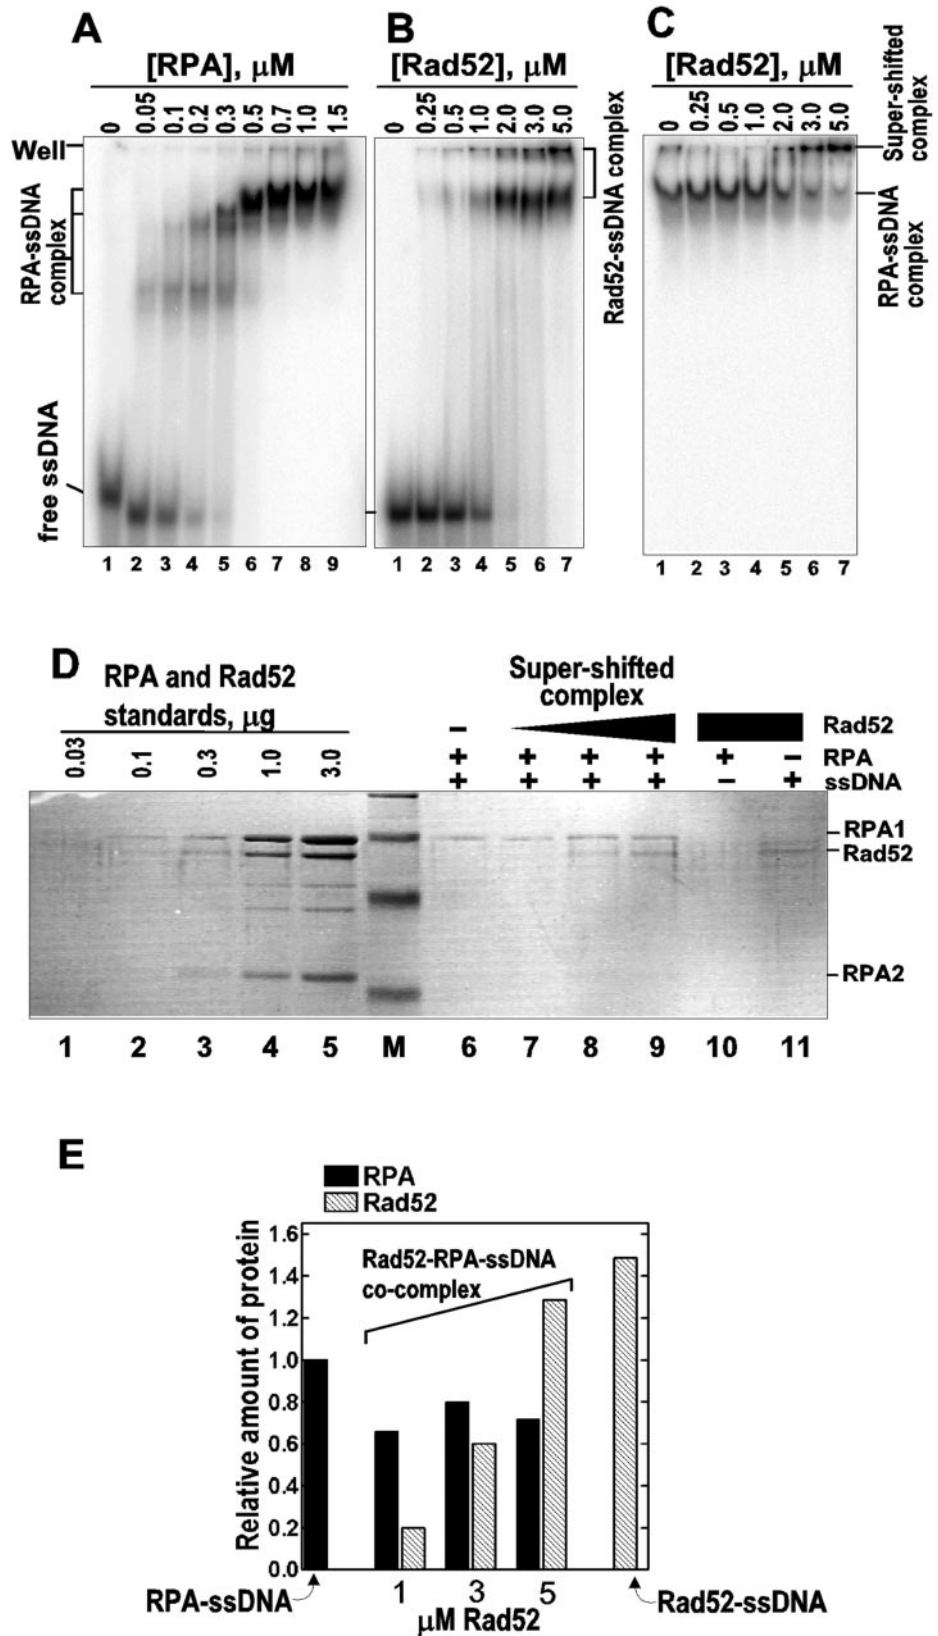 A
[RPA], μM
0 0.05 0.1 0.2 0.3 0.5 0.7 1.0 1.5
Well
RPA-ssDNA
complex
free ssDNA
1 2 3 4 5 6 7 8 9
B
[Rad52], μM
0 0.25 0.5 1.0 2.0 3.0 5.0
Rad52-ssDNA complex
1 2 3 4 5 6 7
C
[Rad52], μM
0 0.25 0.5 1.0 2.0 3.0 5.0
Super-shifted
complex
RPA-ssDNA
complex
1 2 3 4 5 6 7
D
RPA and Rad52
standards, μg
0.03 0.1 0.3 1.0 3.0
Super-shifted
complex
– Rad52
+ + + + + – RPA
+ + + + – + ssDNA
RPA1
Rad52
RPA2
1 2 3 4 5 M 6 7 8 9 10 11
E
RPA
Rad52
Relative amount of protein
1.6
1.4
1.2
1.0
0.8
0.6
0.4
0.2
0.0
Rad52-RPA-ssDNA
co-complex
1 3 5
RPA-ssDNA
Rad52-ssDNA
μM Rad52